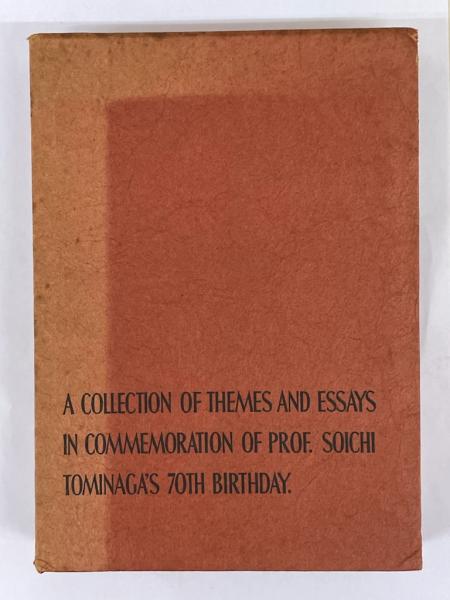 A COLLECTION OF THEMES AND ESSAYS
IN COMMEMORATION OF PROF. SOICHI
TOMINAGA'S 70TH BIRTHDAY.